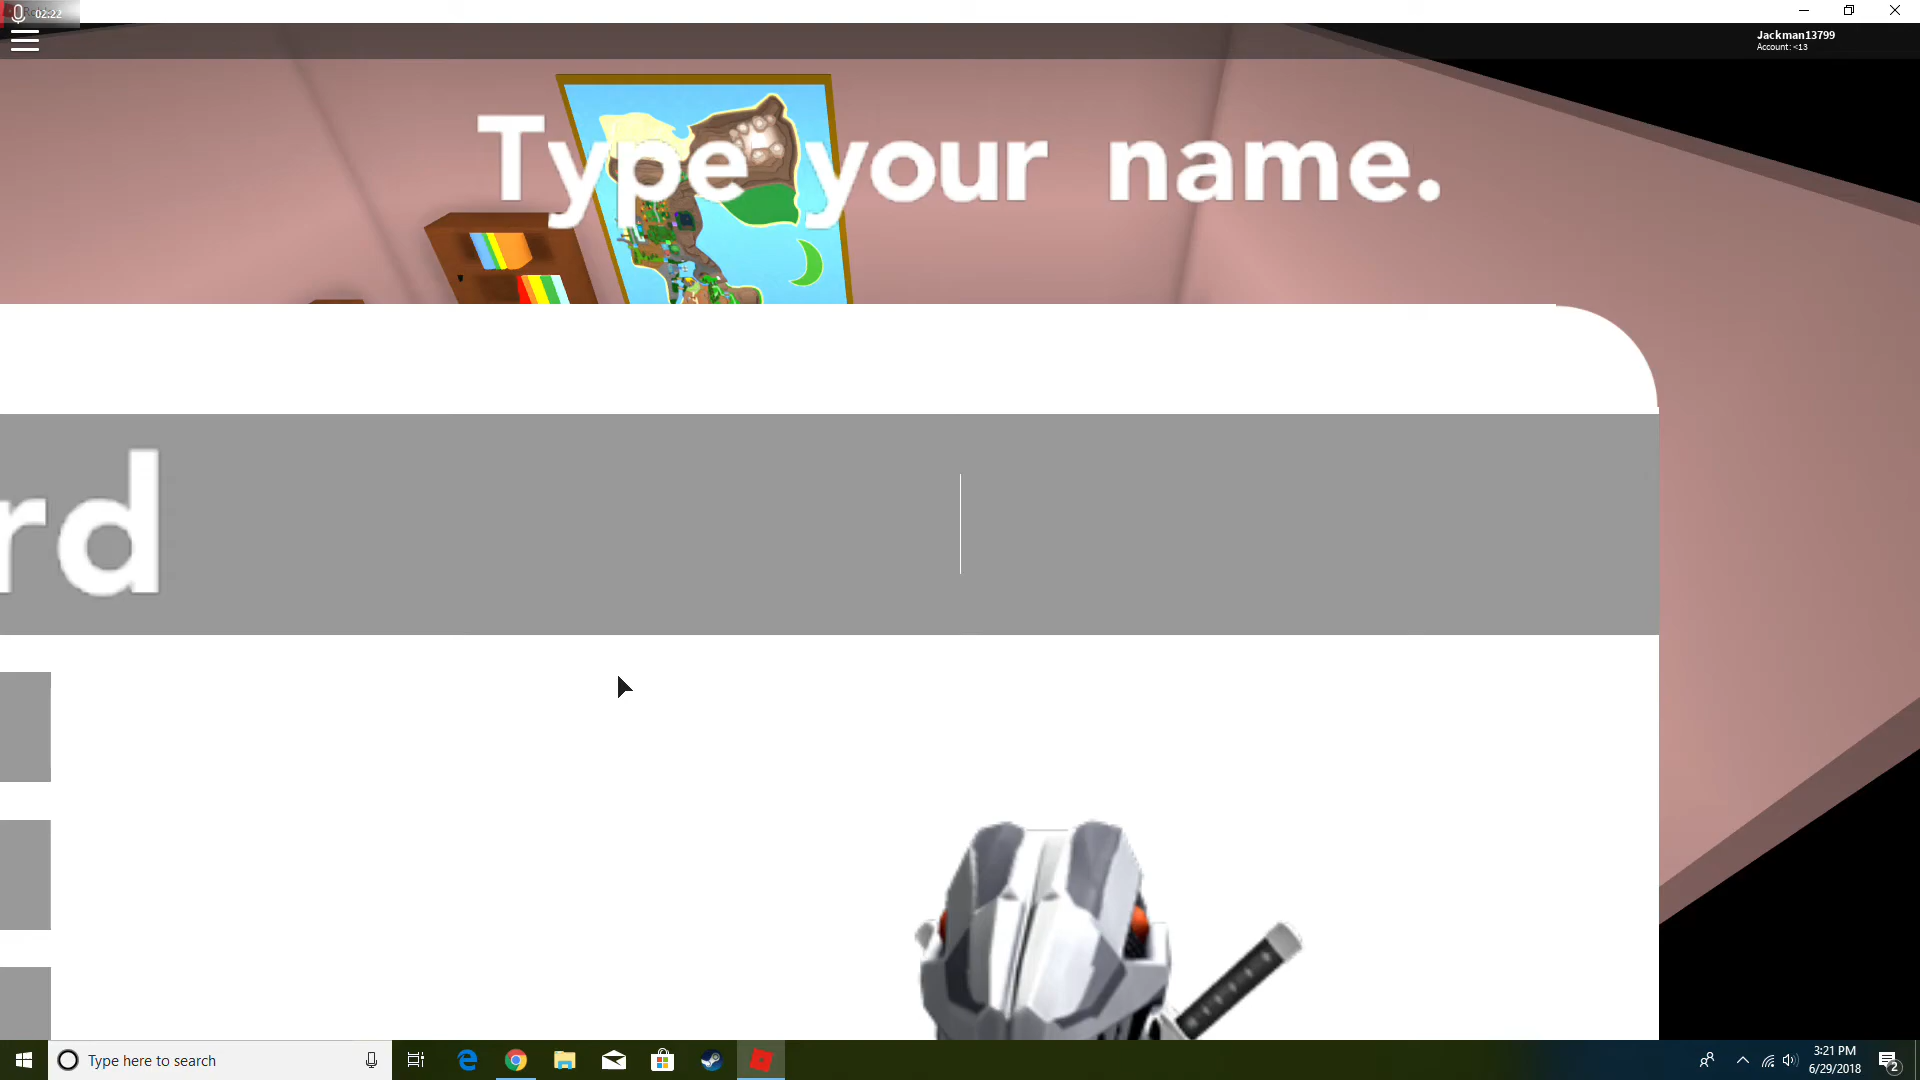 02:22
Jackman13799
Account: <13
Type your name.
rd
Type here to search
3:21 PM
6/29/2018
2